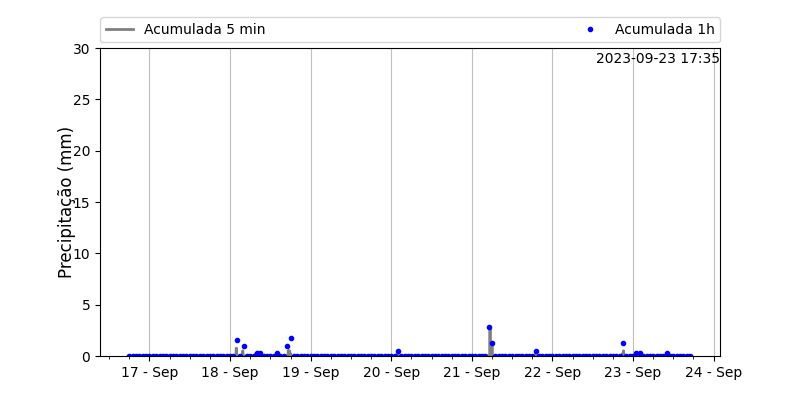 Acumulada 5 min
Acumulada 1h
2023-09-23 17:35
Precipitação (mm)
30
25
20
15
10
5
0
17 - Sep
18 - Sep
19 - Sep
20 - Sep
21 - Sep
22 - Sep
23 - Sep
24 - Sep